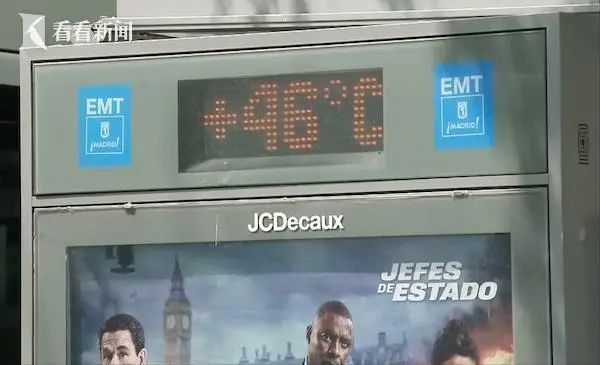 看看新闻
EMT
¡MADRID!
+46°C
EMT
¡MADRID!
JCDecaux
JEFES
DE ESTADO